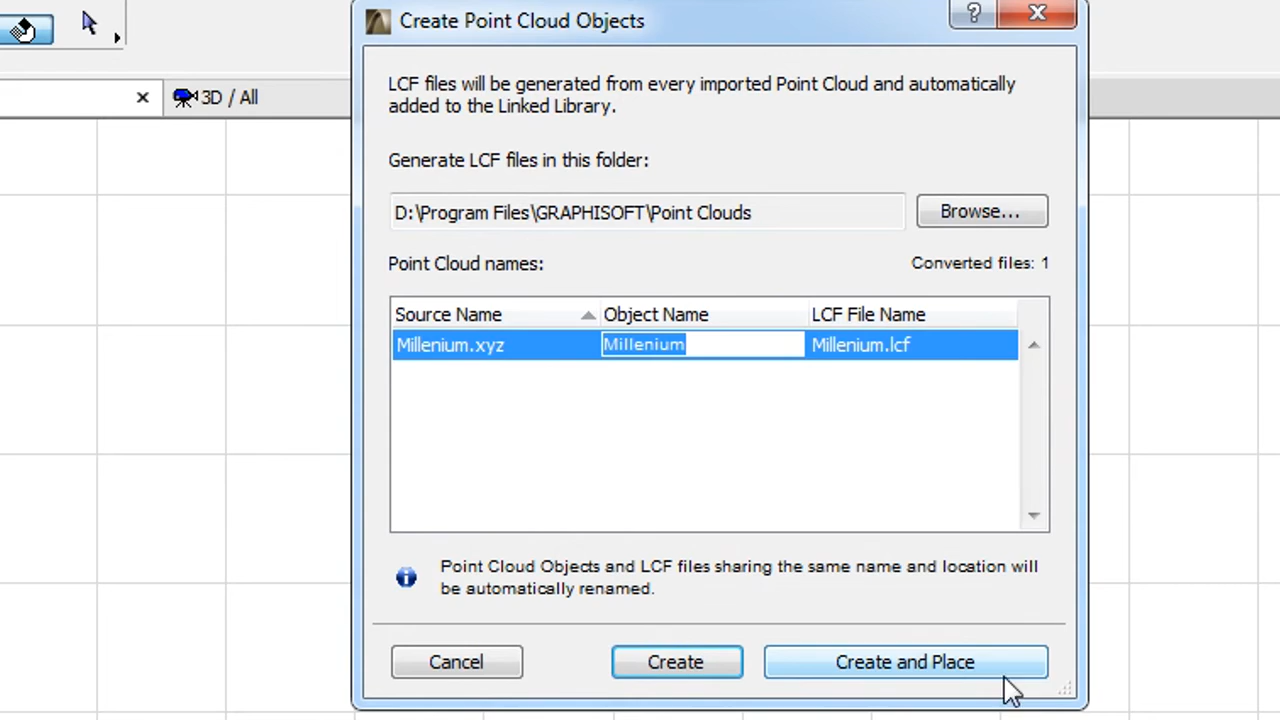 Create Point Cloud Objects
?
3D / All
LCF files will be generated from every imported Point Cloud and automatically
added to the Linked Library.
Generate LCF files in this folder:
D:\Program Files\GRAPHISOFT\Point Clouds
Browse...
Point Cloud names:
Converted files: 1
Source Name Object Name LCF File Name
Millenium.xyz Millenium Millenium.lcf
Point Cloud Objects and LCF files sharing the same name and location will
be automatically renamed.
Cancel Create Create and Place